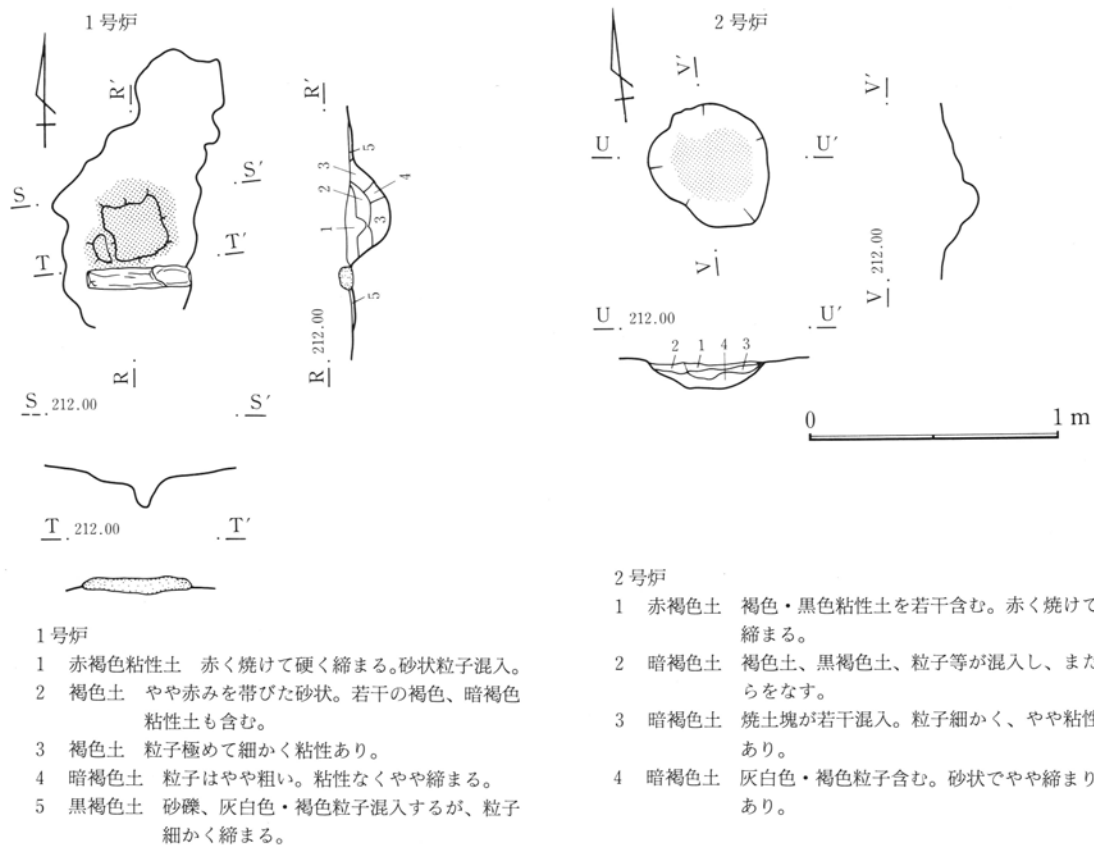 1号炉
R′
S
S′
T
T′
R
R′
5
3
4
2
3
1
5
R 212.00
S 212.00
S′
T 212.00
T′
1号炉
1 赤褐色粘性土 赤く焼けて硬く締まる。砂状粒子混入。
2 褐色土 やや赤みを帯びた砂状。若干の褐色、暗褐色
粘性土も含む。
3 褐色土 粒子極めて細かく粘性あり。
4 暗褐色土 粒子はやや粗い。粘性なくやや締まる。
5 黒褐色土 砂礫、灰白色・褐色粒子混入するが、粒子
細かく締まる。
2号炉
V′
V′
U
U′
V
V 212.00
U 212.00
U′
2 1 4 3
0 1m
2号炉
1 赤褐色土 褐色・黒色粘性土を若干含む。赤く焼けて
締まる。
2 暗褐色土 褐色土、黒褐色土、粒子等が混入し、また
らをなす。
3 暗褐色土 焼土塊が若干混入。粒子細かく、やや粘性
あり。
4 暗褐色土 灰白色・褐色粒子含む。砂状でやや締まり
あり。